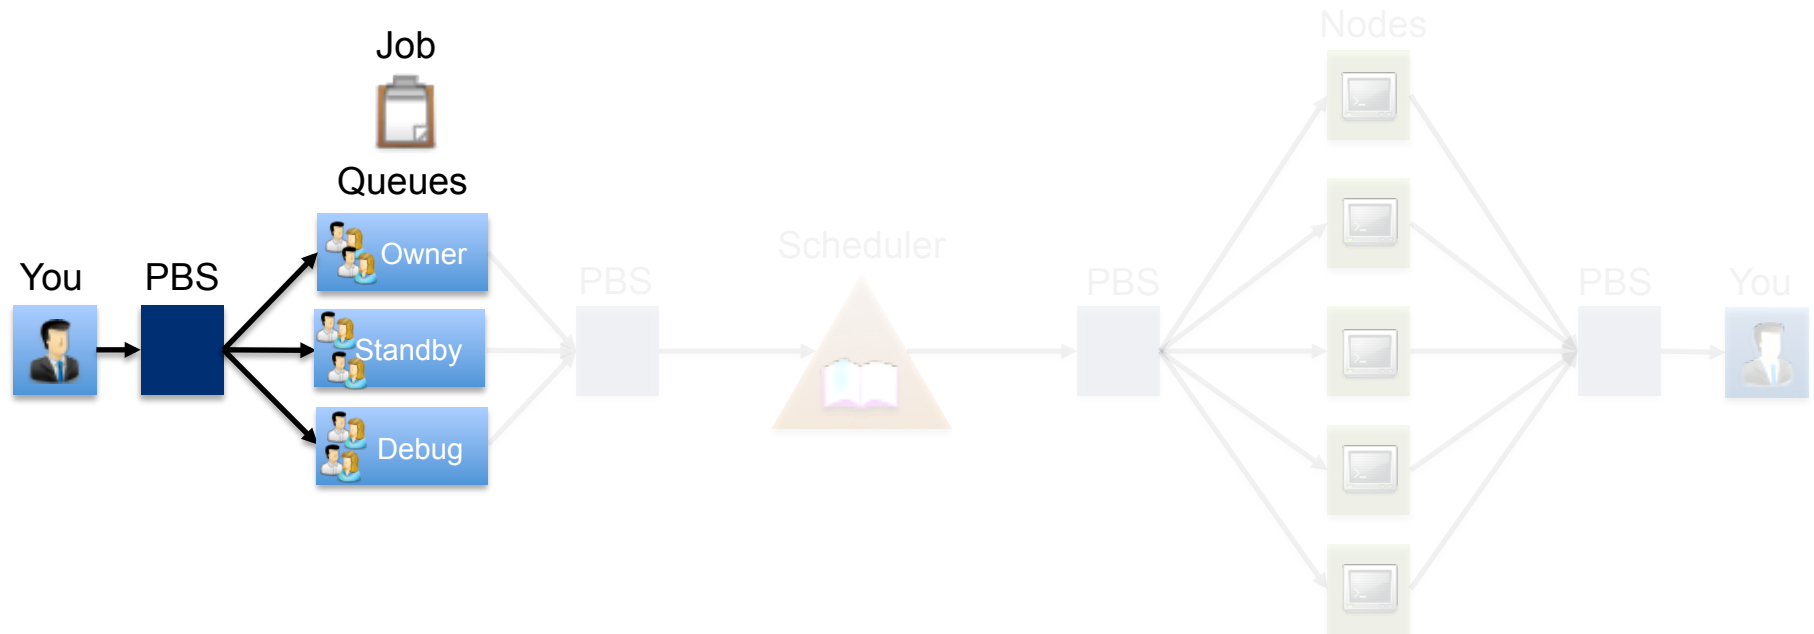 Job
Queues
You
PBS
Owner
Standby
Debug
PBS
Scheduler
PBS
Nodes
PBS
You